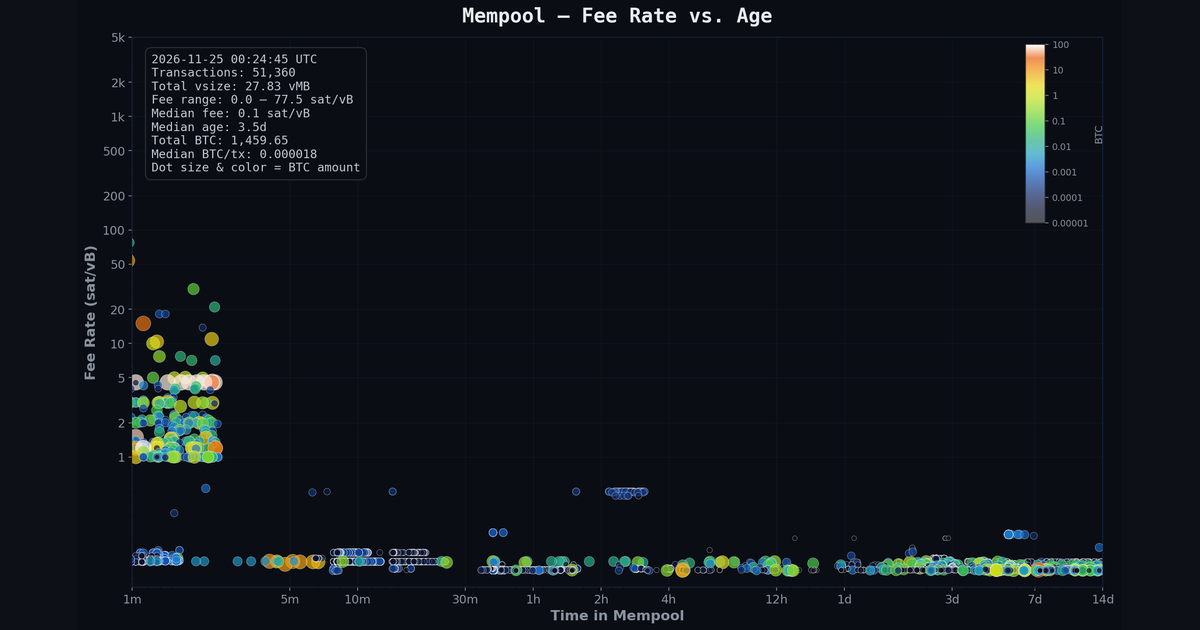 Mempool — Fee Rate vs. Age
2026-11-25 00:24:45 UTC
Transactions: 51,360
Total vsize: 27.83 vMB
Fee range: 0.0 — 77.5 sat/vB
Median fee: 0.1 sat/vB
Median age: 3.5d
Total BTC: 1,459.65
Median BTC/tx: 0.000018
Dot size & color = BTC amount
5k
2k
1k
500
200
100
50
20
10
5
2
1
Fee Rate (sat/vB)
100
10
1
0.1
0.01
0.001
0.0001
0.00001
BTC
1m
5m
10m
30m
1h
2h
4h
12h
1d
3d
7d
14d
Time in Mempool